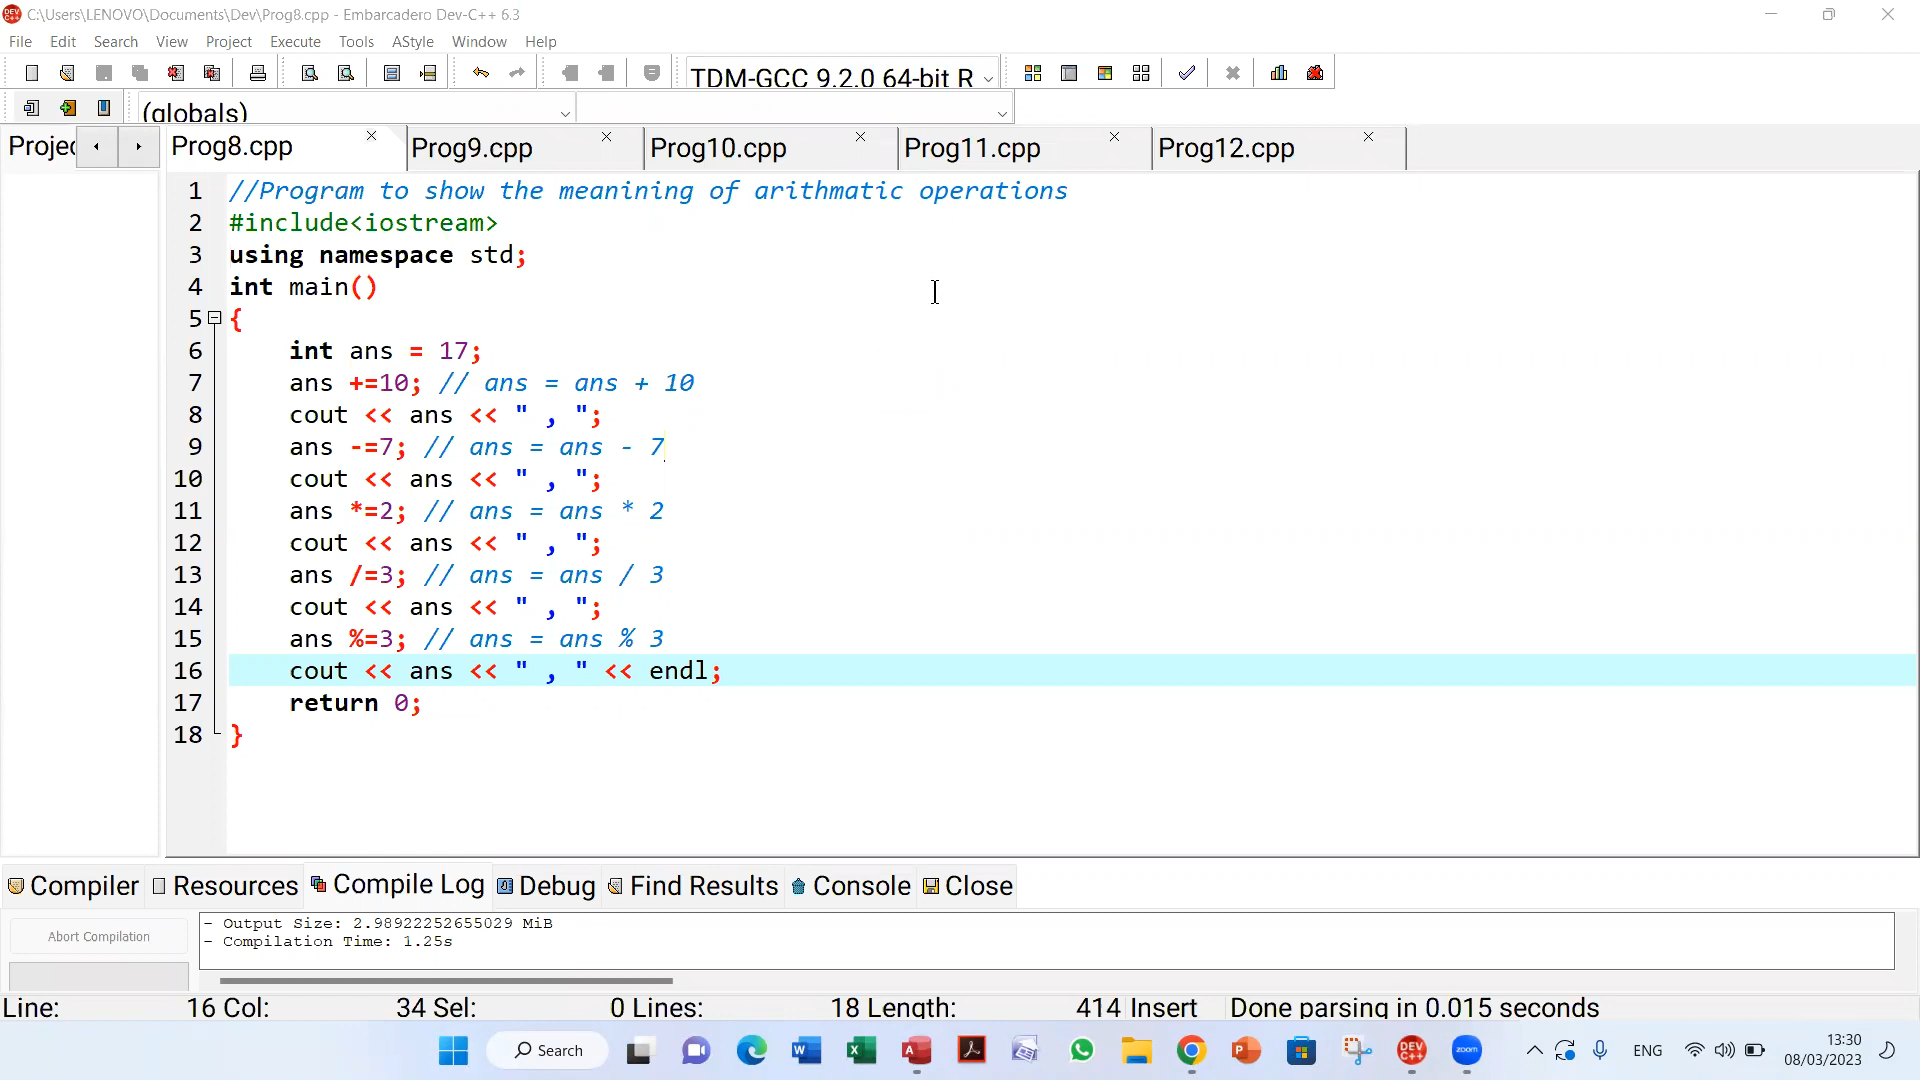 C:\Users\LENOVO\Documents\Dev\Prog8.cpp - Embarcadero Dev-C++ 6.3
File Edit Search View Project Execute Tools AStyle Window Help
TDM-GCC 9.2.0 64-bit R
(globals)
Projec Prog8.cpp Prog9.cpp Prog10.cpp Prog11.cpp Prog12.cpp
1 //Program to show the meanining of arithmatic operations
2 #include<iostream>
3 using namespace std;
4 int main()
5 {
6 int ans = 17;
7 ans +=10; // ans = ans + 10
8 cout << ans << " , ";
9 ans -=7; // ans = ans - 7
10 cout << ans << " , ";
11 ans *=2; // ans = ans * 2
12 cout << ans << " , ";
13 ans /=3; // ans = ans / 3
14 cout << ans << " , ";
15 ans %=3; // ans = ans % 3
16 cout << ans << " , " << endl;
17 return 0;
18 }
Compiler Resources Compile Log Debug Find Results Console Close
Abort Compilation
- Output Size: 2.98922252655029 MiB
- Compilation Time: 1.25s
Line: 16 Col: 34 Sel: 0 Lines: 18 Length: 414 Insert Done parsing in 0.015 seconds
Search
DEV C++
zoom
ENG
13:30
08/03/2023